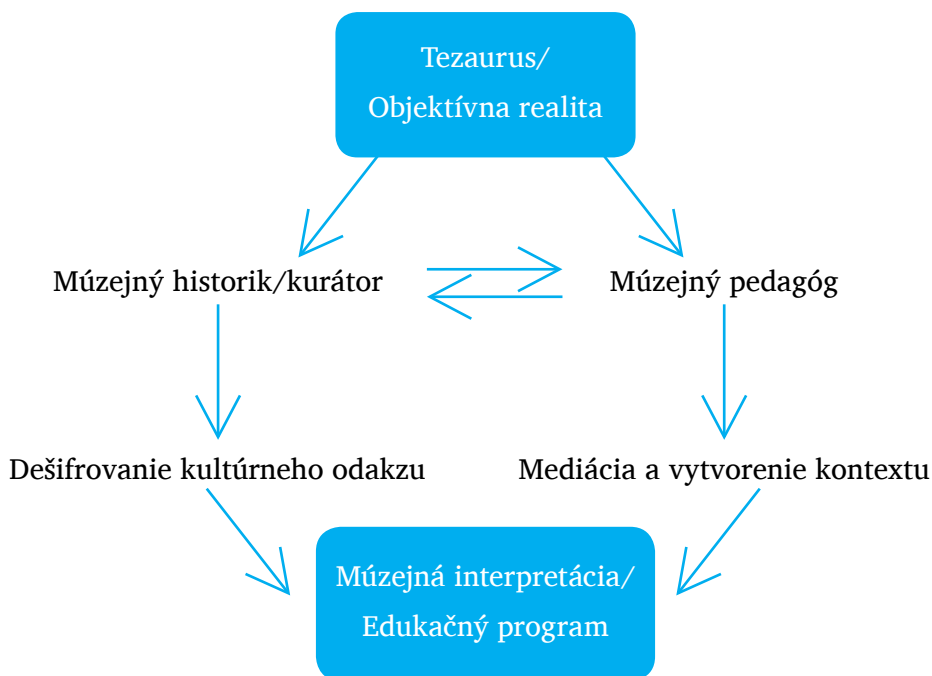 Tezaurus/
Objektívna realita
Múzejný historik/kurátor
Múzejný pedagóg
Dešifrovanie kultúrneho odakzu
Mediácia a vytvorenie kontextu
Múzejná interpretácia/
Edukačný program